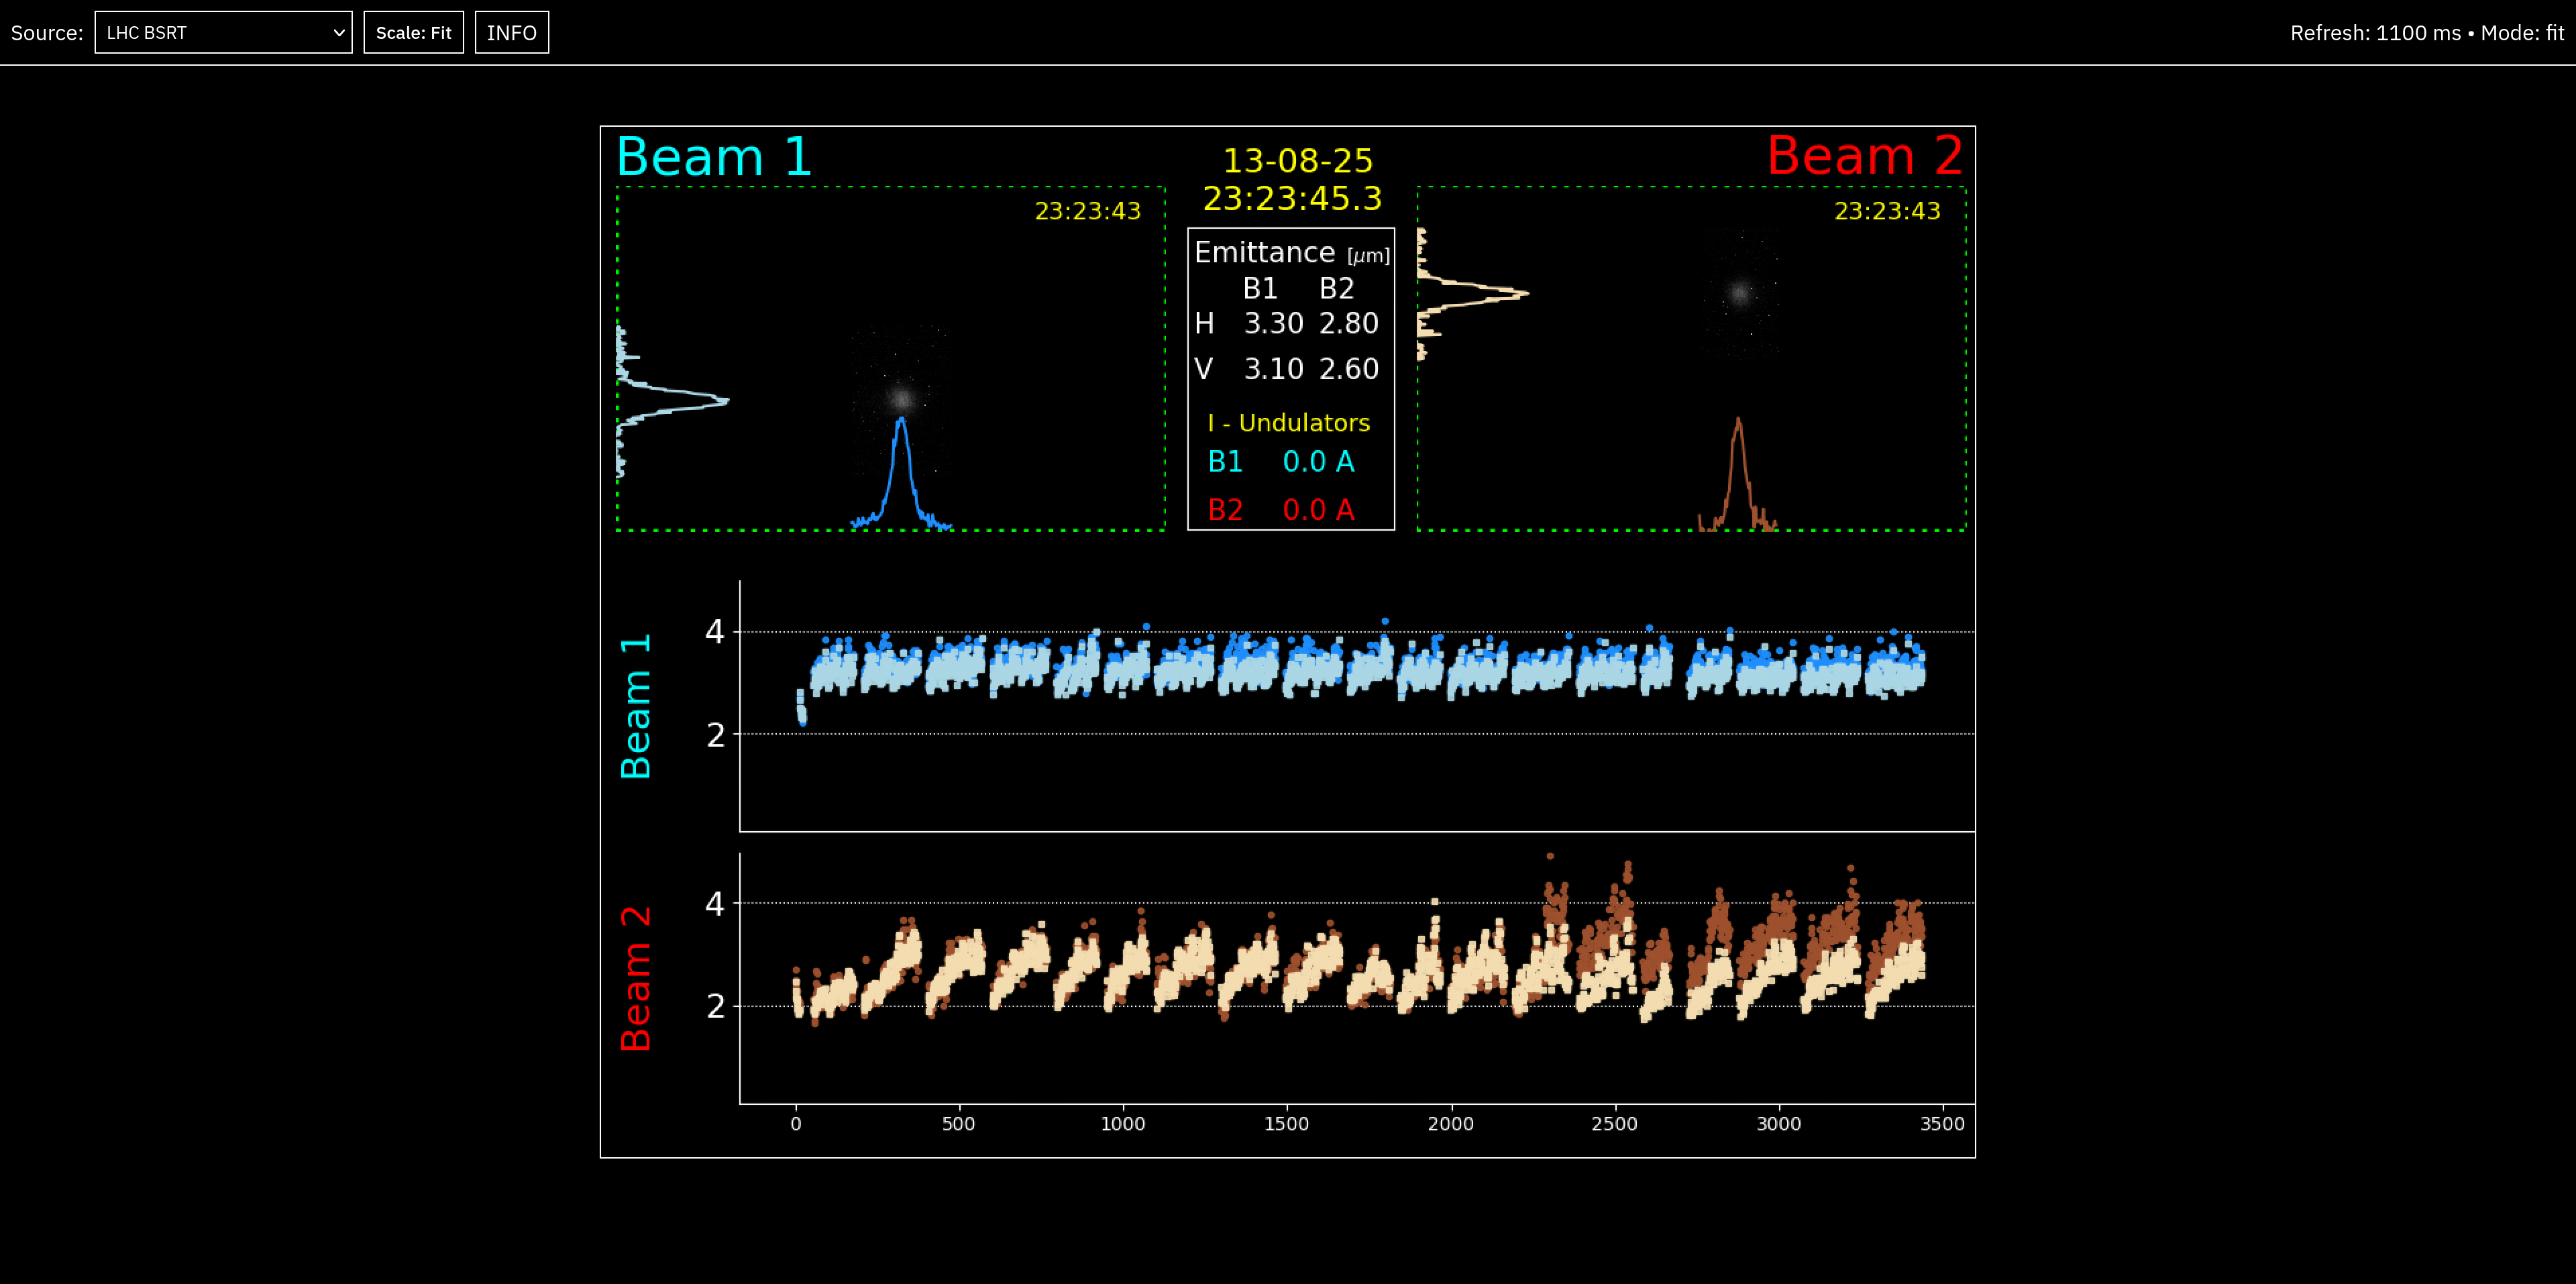 Source: LHC BSRT Scale: Fit INFO Refresh: 1100 ms • Mode: fit
Beam 1
13-08-25
23:23:45.3
Beam 2
23:23:43
23:23:43
Emittance [μm]
B1 B2
H 3.30 2.80
V 3.10 2.60
I - Undulators
B1 0.0 A
B2 0.0 A
Beam 1
4
2
Beam 2
4
2
0 500 1000 1500 2000 2500 3000 3500